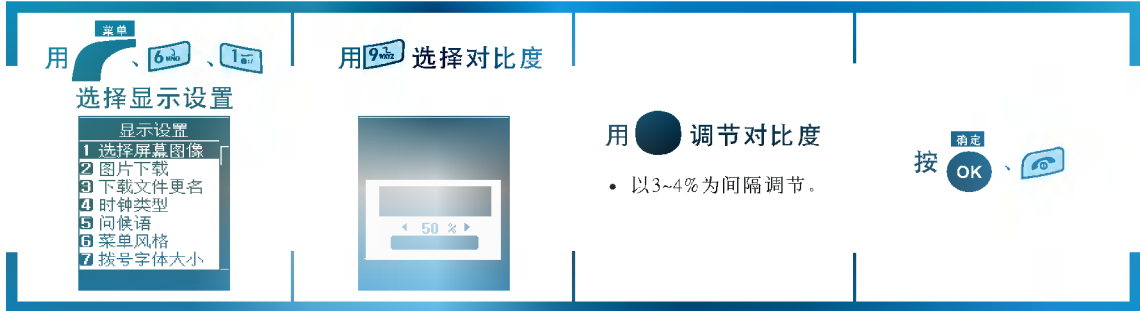 菜单
用 、6 MNO 、1
选择显示设置
显示设置
1 选择屏幕图像
2 图片下载
3 下载文件更名
4 时钟类型
5 问候语
6 菜单风格
7 拨号字体大小
用9 WXYZ 选择对比度
50 %
用 调节对比度
• 以3~4%为间隔调节。
确定
按 OK 、